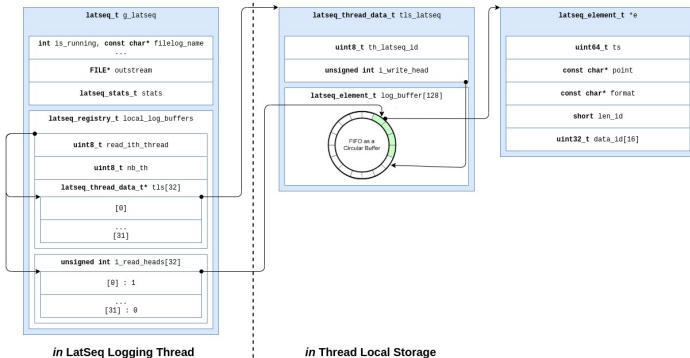 latseq_t g_latseq
int is_running, const char* filelog_name
...
FILE* outstream
latseq_stats_t stats
latseq_registry_t local_log_buffers
uint8_t read_ith_thread
uint8_t nb_th
latseq_thread_data_t* tls[32]
[0]
...
[31]
unsigned int i_read_heads[32]
[0] : 1
...
[31] : 0
in LatSeq Logging Thread
latseq_thread_data_t tls_latseq
uint8_t th_latseq_id
unsigned int i_write_head
latseq_element_t log_buffer[128]
FIFO as a
Circular Buffer
in Thread Local Storage
latseq_element_t *e
uint64_t ts
const char* point
const char* format
short len_id
uint32_t data_id[16]